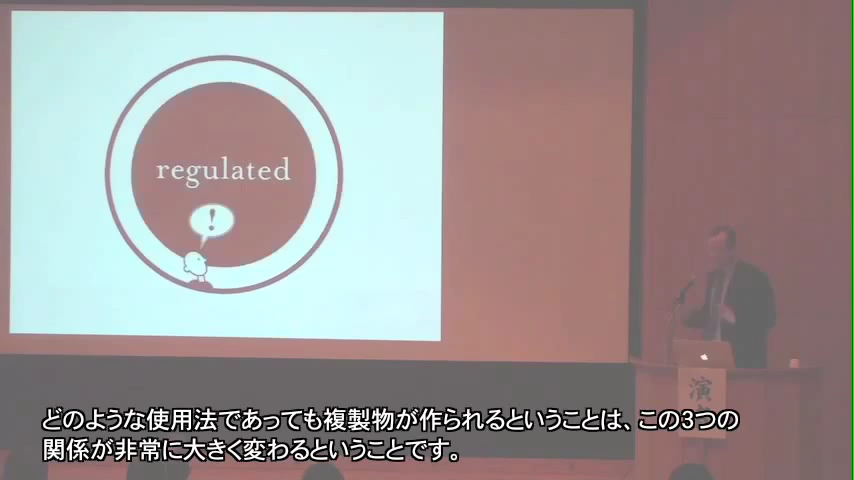 regulated
!
演
どのような使用法であっても複製物が作られるということは、この3つの
関係が非常に大きく変わるということです。